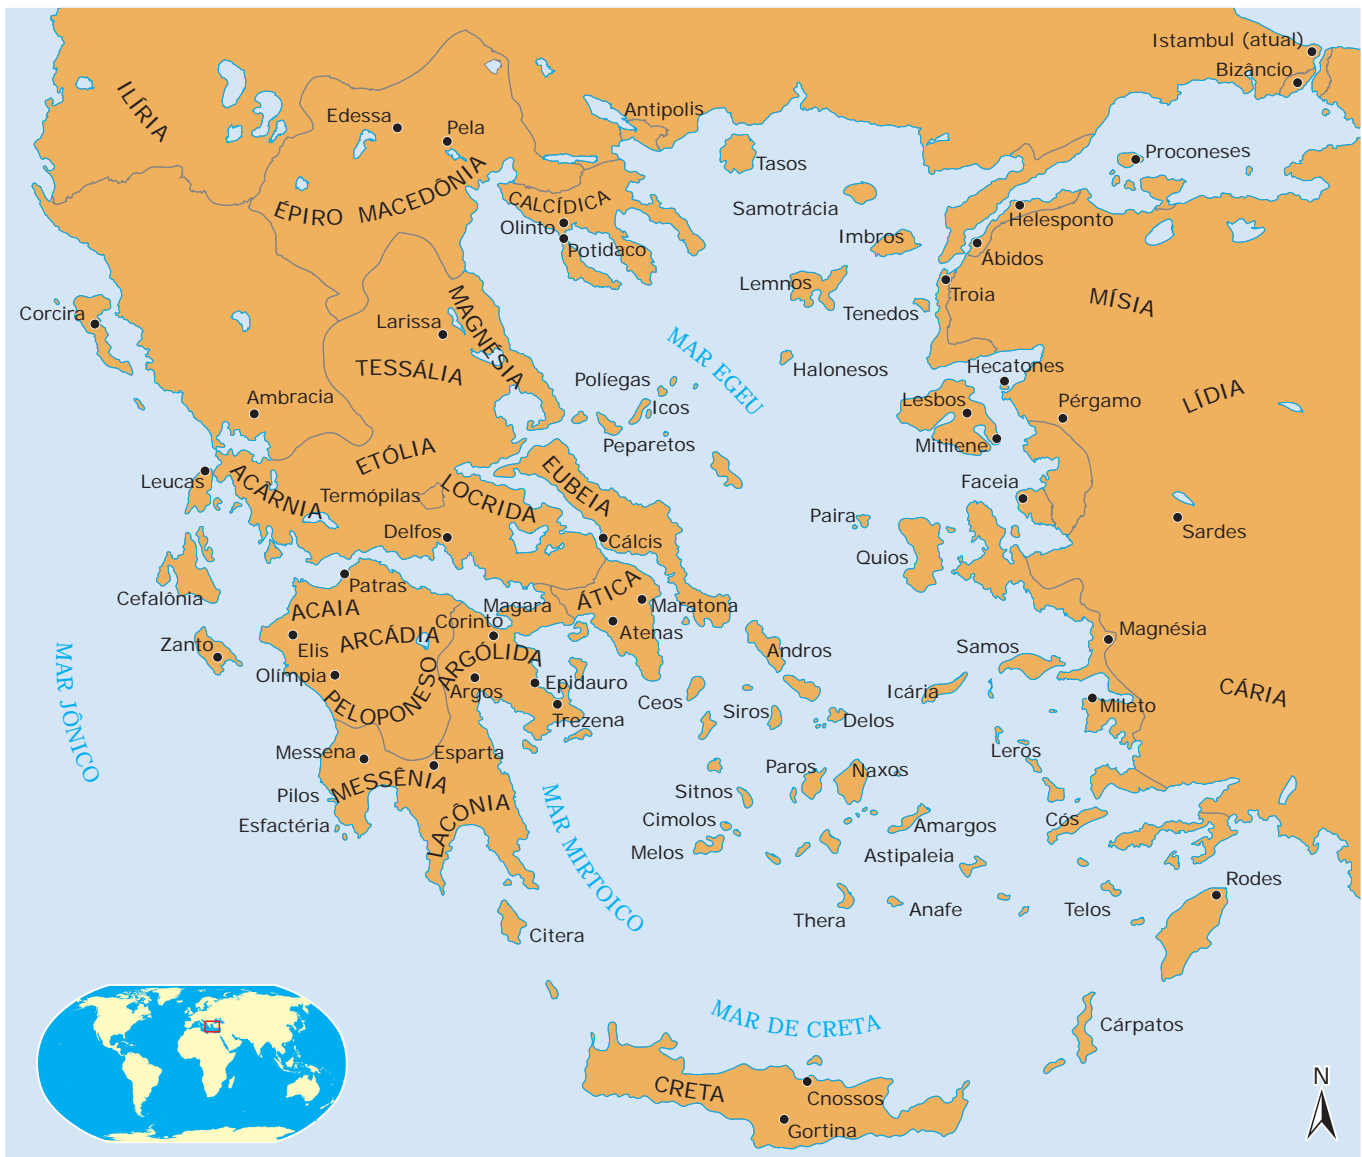 Istambul (atual)
Bizâncio
ILÍRIA
Edessa
Pela
Antipolis
Tasos
Proconeses
ÉPIRO
MACEDÔNIA
CALCÍDICA
Olinto
Potidaco
Samotrácia
Imbros
Helesponto
Ábidos
Lemnos
Troia
Tenedos
MÍSIA
Corcira
Larissa
MAGNÉSIA
TESSÁLIA
MAR EGEU
Halonesos
Hecatones
Políegas
Icos
Peparetos
Lesbos
Mitilene
Pérgamo
LÍDIA
Ambracia
ETÓLIA
Leucas
ACÂRNIA
Termópilas
LOCRIDA
EUBEIA
Faceia
Paira
Quios
Sardes
Delfos
Cálcis
Patras
Cefalônia
ACAIA
Magara
ÁTICA
Maratona
Corinto
Atenas
Zanto
Elis
ARCÁDIA
ARGÓLIDA
Olímpia
Argos
Epidauro
Trezena
PELOPONESO
Andros
Samos
Magnésia
Icária
Mileto
CÁRIA
Ceos
Siros
Delos
MAR JÔNICO
Messena
Esparta
MESSÊNIA
Pilos
Esfactéria
LACÔNIA
MAR MIRTOICO
Leros
Paros
Naxos
Sitnos
Cimolos
Melos
Amargos
Cós
Astipaleia
Thera
Anafe
Telos
Rodes
Citera
MAR DE CRETA
Cárpatos
CRETA
Cnossos
Gortina
N